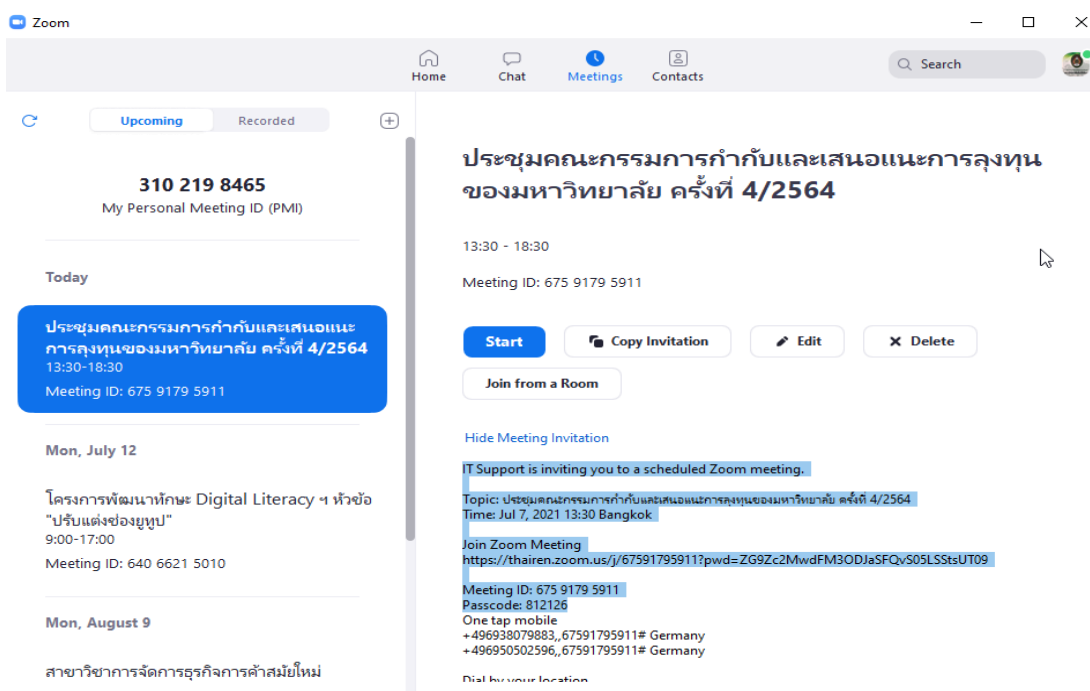 Zoom
Home
Chat
Meetings
Contacts
Search
Upcoming
Recorded
310 219 8465
My Personal Meeting ID (PMI)
Today
ประชุมคณะกรรมการกำกับและเสนอแนะ
การลงทุนของมหาวิทยาลัย ครั้งที่ 4/2564
13:30-18:30
Meeting ID: 675 9179 5911
Mon, July 12
โครงการพัฒนาทักษะ Digital Literacy ฯ หัวข้อ
"ปรับแต่งช่องยูทูป"
9:00-17:00
Meeting ID: 640 6621 5010
Mon, August 9
สาขาวิชาการจัดการธุรกิจการค้าสมัยใหม่
ประชุมคณะกรรมการกำกับและเสนอแนะการลุงทุน
ของมหาวิทยาลัย ครั้งที่ 4/2564
13:30 - 18:30
Meeting ID: 675 9179 5911
Start
Copy Invitation
Edit
Delete
Join from a Room
Hide Meeting Invitation
IT Support is inviting you to a scheduled Zoom meeting.
Topic: ประชุมคณะกรรมการกำกับและเสนอแนะการลงทุนของมหาวิทยาลัย ครั้งที่ 4/2564
Time: Jul 7, 2021 13:30 Bangkok
Join Zoom Meeting
https://thairen.zoom.us/j/67591795911?pwd=ZG9Zc2MwdFM3ODJaSFQvS05LSStsUT09
Meeting ID: 675 9179 5911
Passcode: 812126
One tap mobile
+496938079883,,67591795911# Germany
+496950502596,,67591795911# Germany
Dial by your location